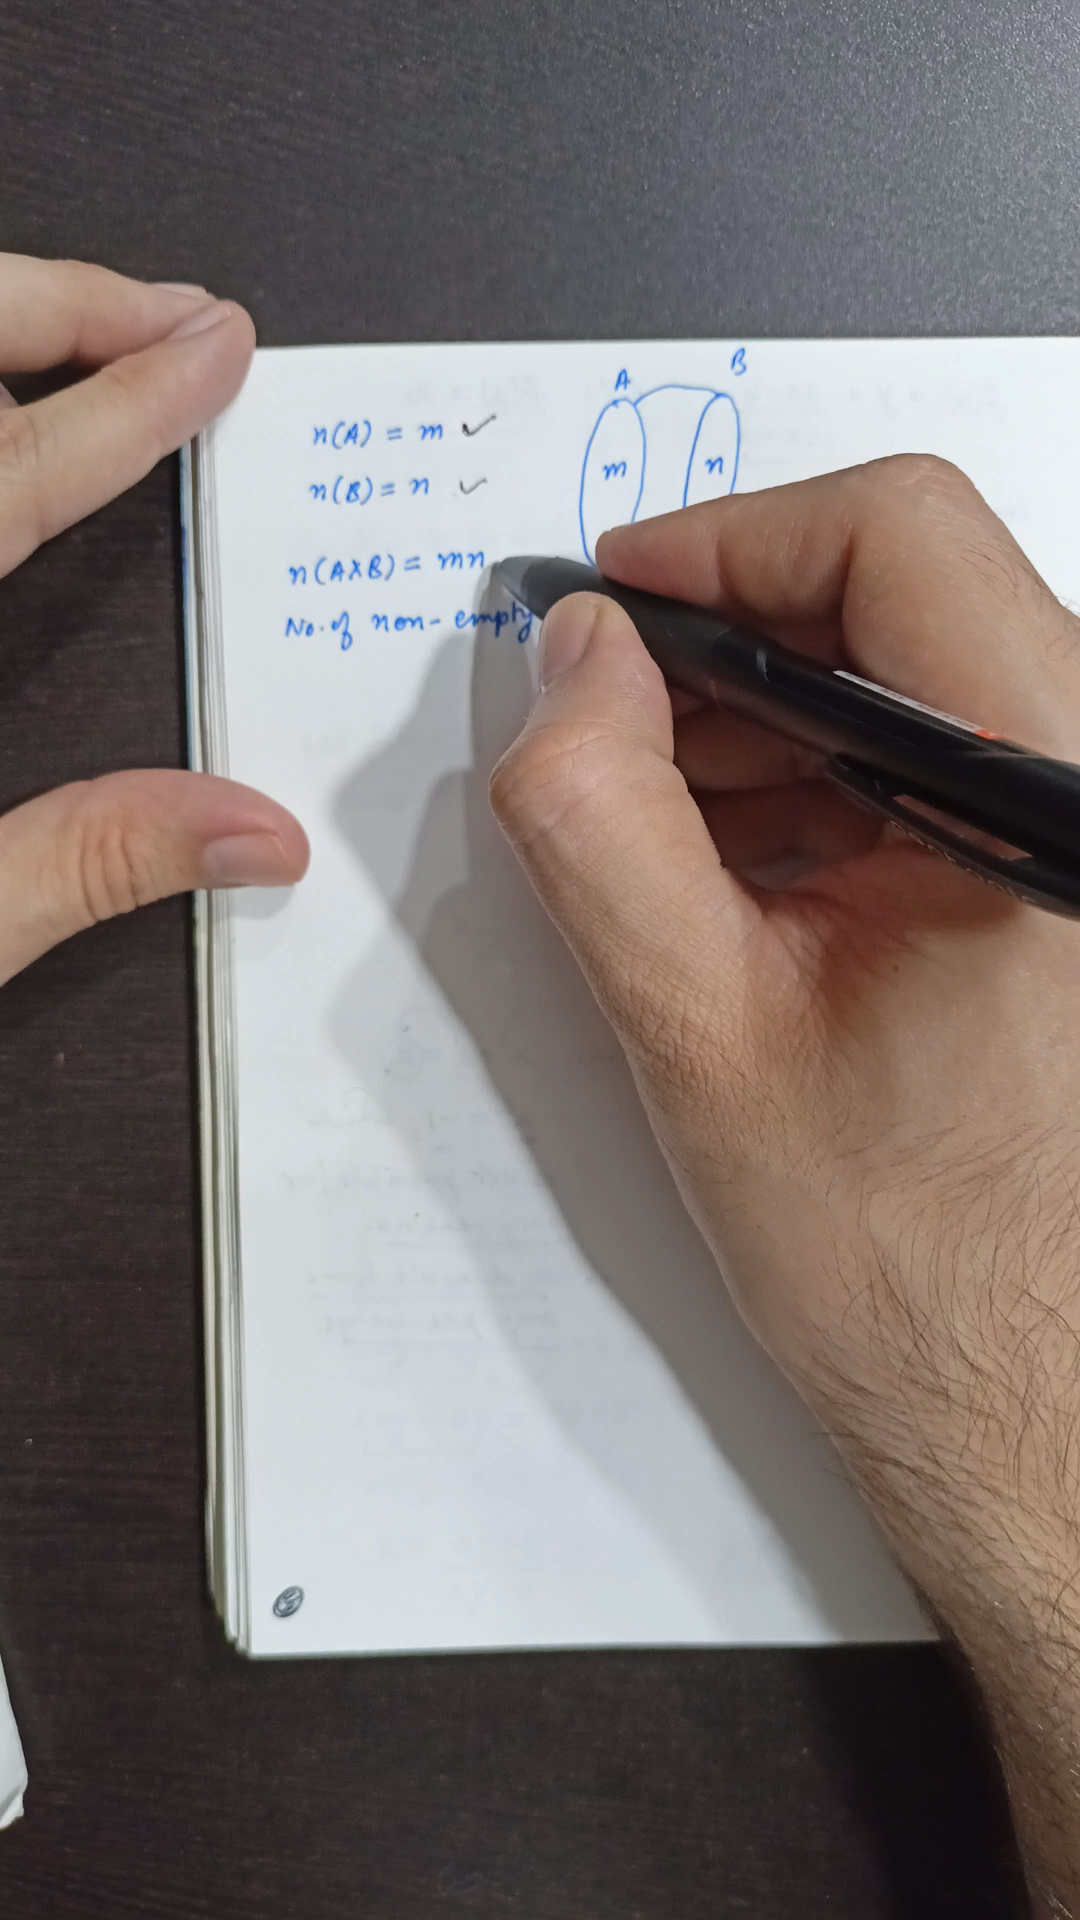 A B
n(A) = m ✓
m n
n(B) = n ✓
n(A×B) = mn
No. of non-empty